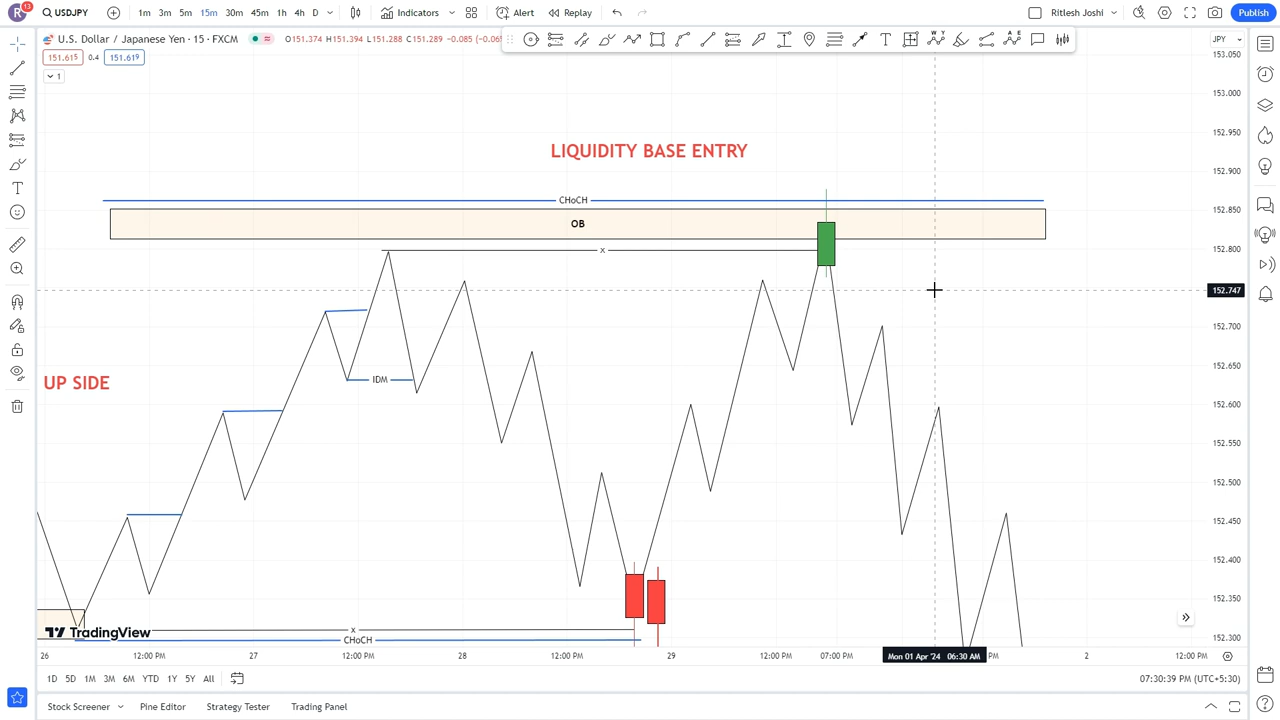 R
13
USDJPY
1m 3m 5m 15m 30m 45m 1h 4h D
Indicators
Alert
Replay
Ritlesh Joshi
Publish
U.S. Dollar / Japanese Yen · 15 · FXCM
O151.374 H151.394 L151.288 C151.289 −0.085 (−0.06
JPY
151.615 0.4 151.619
1
153.050
153.000
152.950
152.900
152.850
152.800
152.747
152.700
152.650
152.600
152.550
152.500
152.450
152.400
152.350
152.300
LIQUIDITY BASE ENTRY
CHoCH
OB
x
IDM
UP SIDE
x
CHoCH
TradingView
26 12:00 PM 27 12:00 PM 28 12:00 PM 29 12:00 PM 07:00 PM Mon 01 Apr '24 06:30 AM PM 2 12:00 PM
1D 5D 1M 3M 6M YTD 1Y 5Y All
07:30:39 PM (UTC+5:30)
Stock Screener Pine Editor Strategy Tester Trading Panel